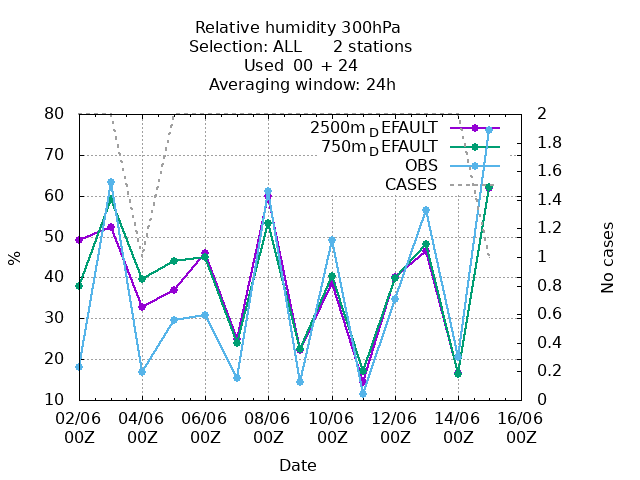 Relative humidity 300hPa
Selection: ALL 2 stations
Used 00 + 24
Averaging window: 24h
80
70
60
50
40
30
20
10
%
2500m_DEFAULT
750m_DEFAULT
OBS
CASES
2
1.8
1.6
1.4
1.2
1
0.8
0.6
0.4
0.2
0
No cases
02/06 04/06 06/06 08/06 10/06 12/06 14/06 16/06
00Z 00Z 00Z 00Z 00Z 00Z 00Z 00Z
Date